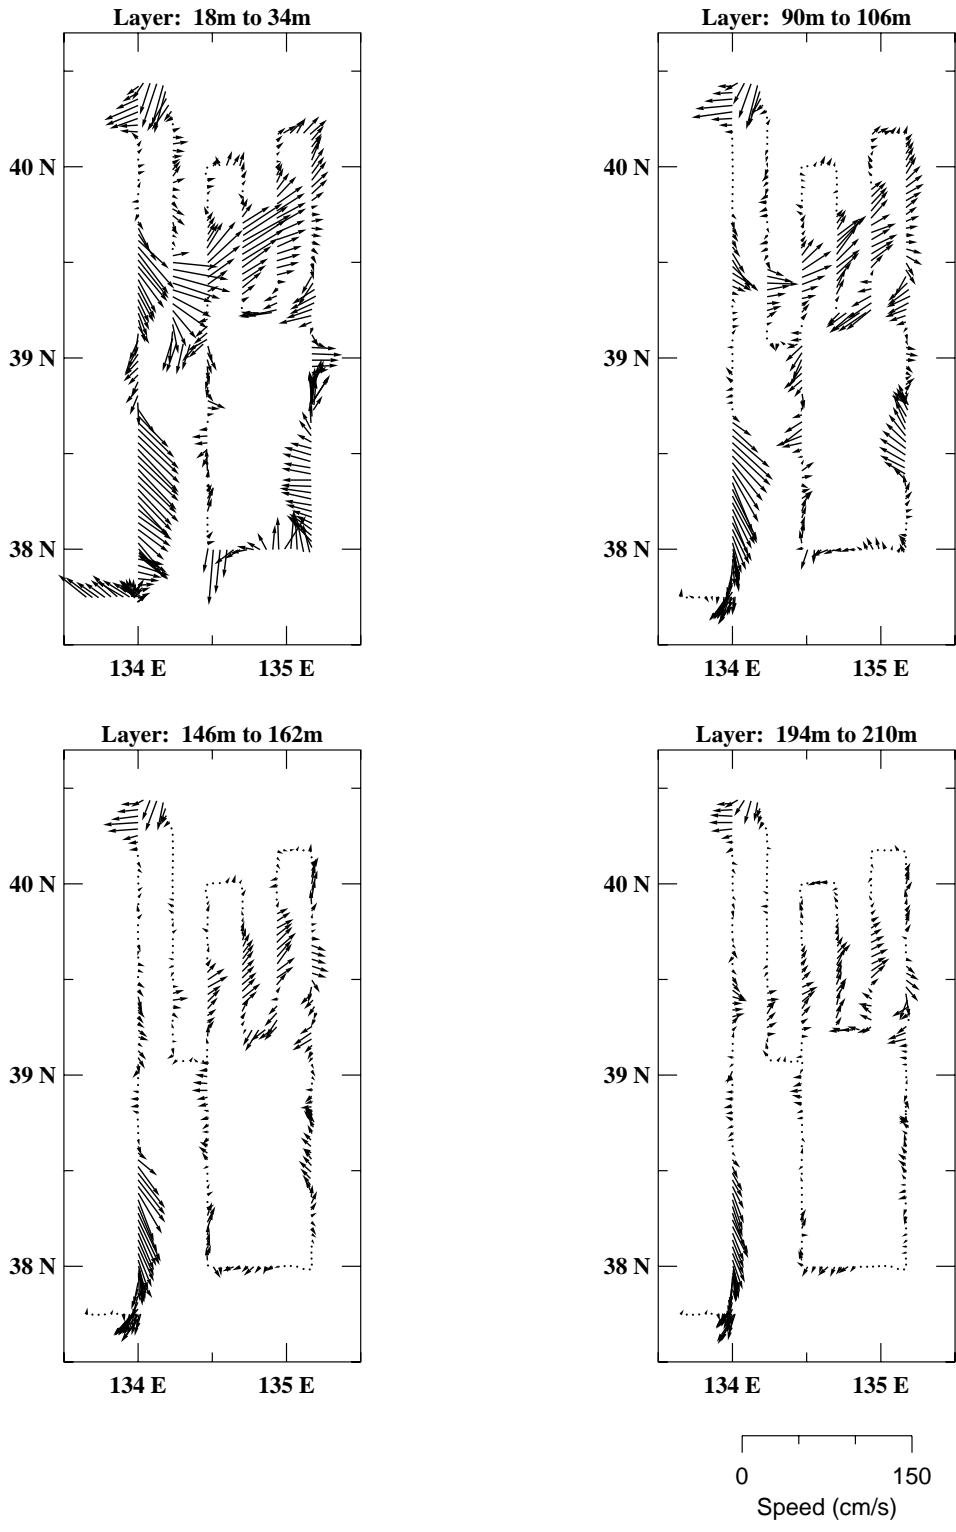 Layer: 18m to 34m
Layer: 90m to 106m
40 N
39 N
38 N
134 E
135 E
40 N
39 N
38 N
134 E
135 E
Layer: 146m to 162m
Layer: 194m to 210m
40 N
39 N
38 N
134 E
135 E
40 N
39 N
38 N
134 E
135 E
0
150
Speed (cm/s)